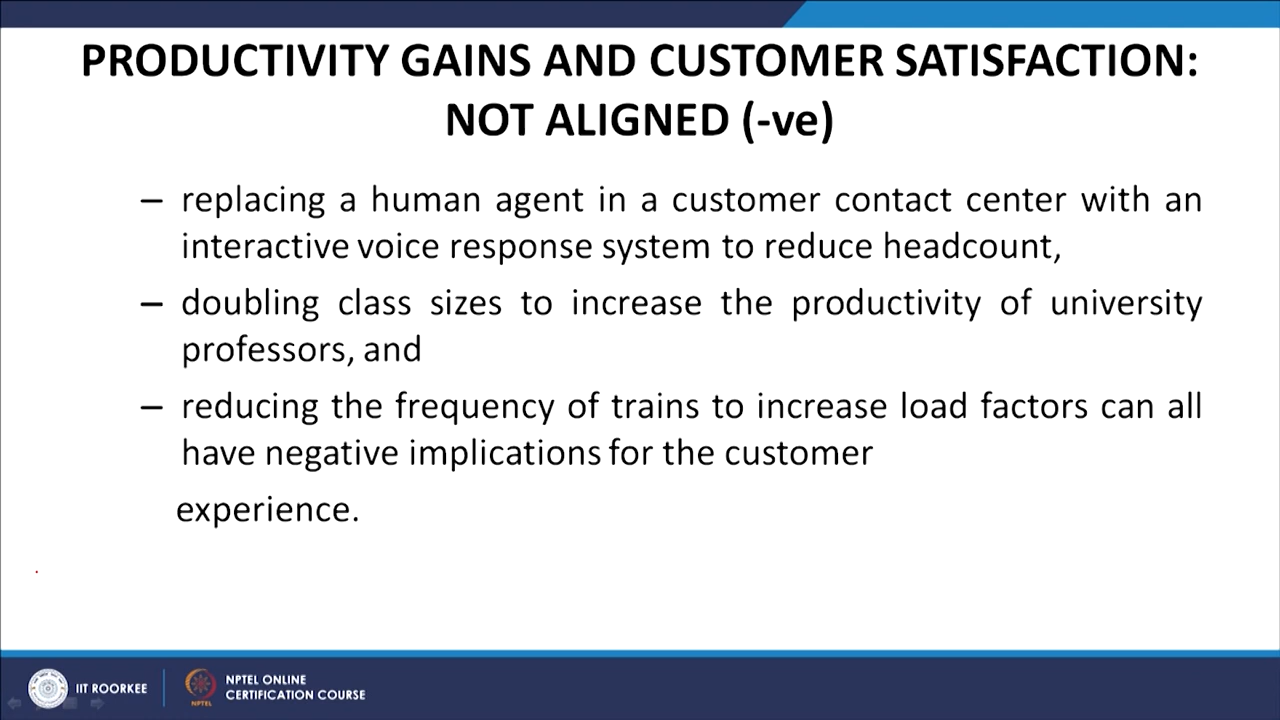 PRODUCTIVITY GAINS AND CUSTOMER SATISFACTION:
NOT ALIGNED (-ve)
– replacing a human agent in a customer contact center with an
interactive voice response system to reduce headcount,
– doubling class sizes to increase the productivity of university
professors, and
– reducing the frequency of trains to increase load factors can all
have negative implications for the customer
experience.
IIT ROORKEE
NPTEL
NPTEL ONLINE
CERTIFICATION COURSE